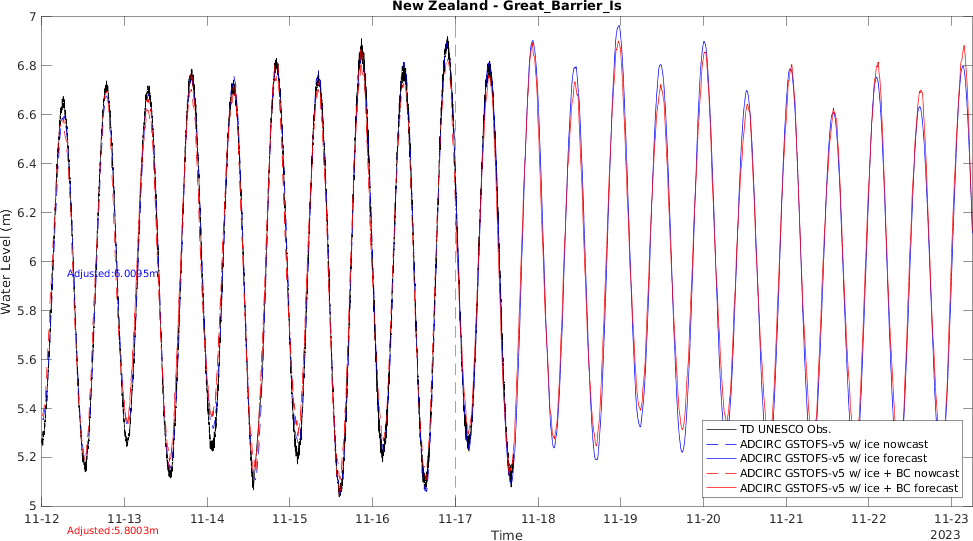 New Zealand - Great_Barrier_Is
7
6.8
6.6
6.4
6.2
6
5.8
5.6
5.4
5.2
5
Water Level (m)
Adjusted:6.0095m
Adjusted:5.8003m
TD UNESCO Obs.
ADCIRC GSTOFS-v5 w/ ice nowcast
ADCIRC GSTOFS-v5 w/ ice forecast
ADCIRC GSTOFS-v5 w/ ice + BC nowcast
ADCIRC GSTOFS-v5 w/ ice + BC forecast
11-12 11-13 11-14 11-15 11-16 11-17 11-18 11-19 11-20 11-21 11-22 11-23
Time
2023